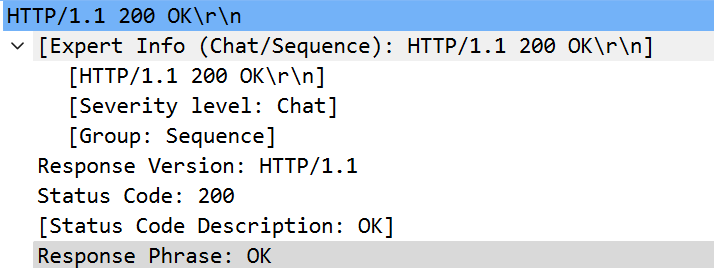 HTTP/1.1 200 OK\r\n
[Expert Info (Chat/Sequence): HTTP/1.1 200 OK\r\n]
[HTTP/1.1 200 OK\r\n]
[Severity level: Chat]
[Group: Sequence]
Response Version: HTTP/1.1
Status Code: 200
[Status Code Description: OK]
Response Phrase: OK